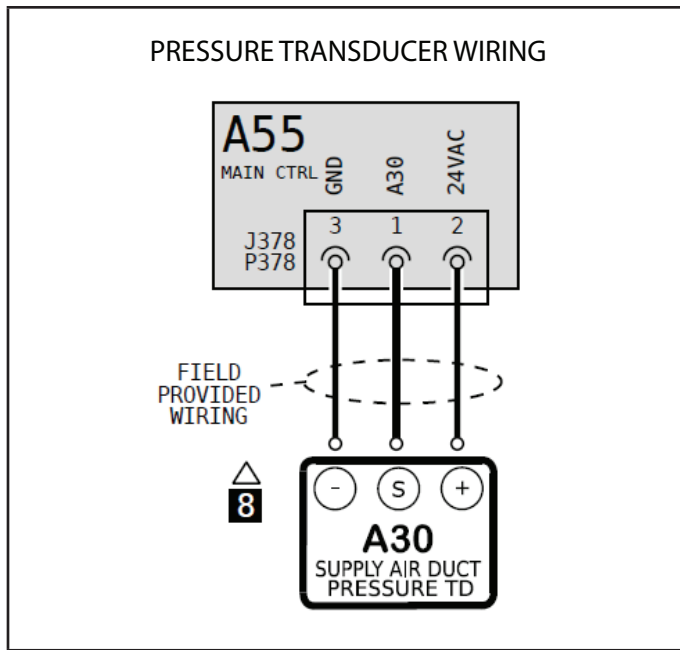 PRESSURE TRANSDUCER WIRING
A55
MAIN CTRL
GND
A30
24VAC
3 1 2
J378
P378
FIELD
PROVIDED
WIRING
8
- S +
A30
SUPPLY AIR DUCT
PRESSURE TD